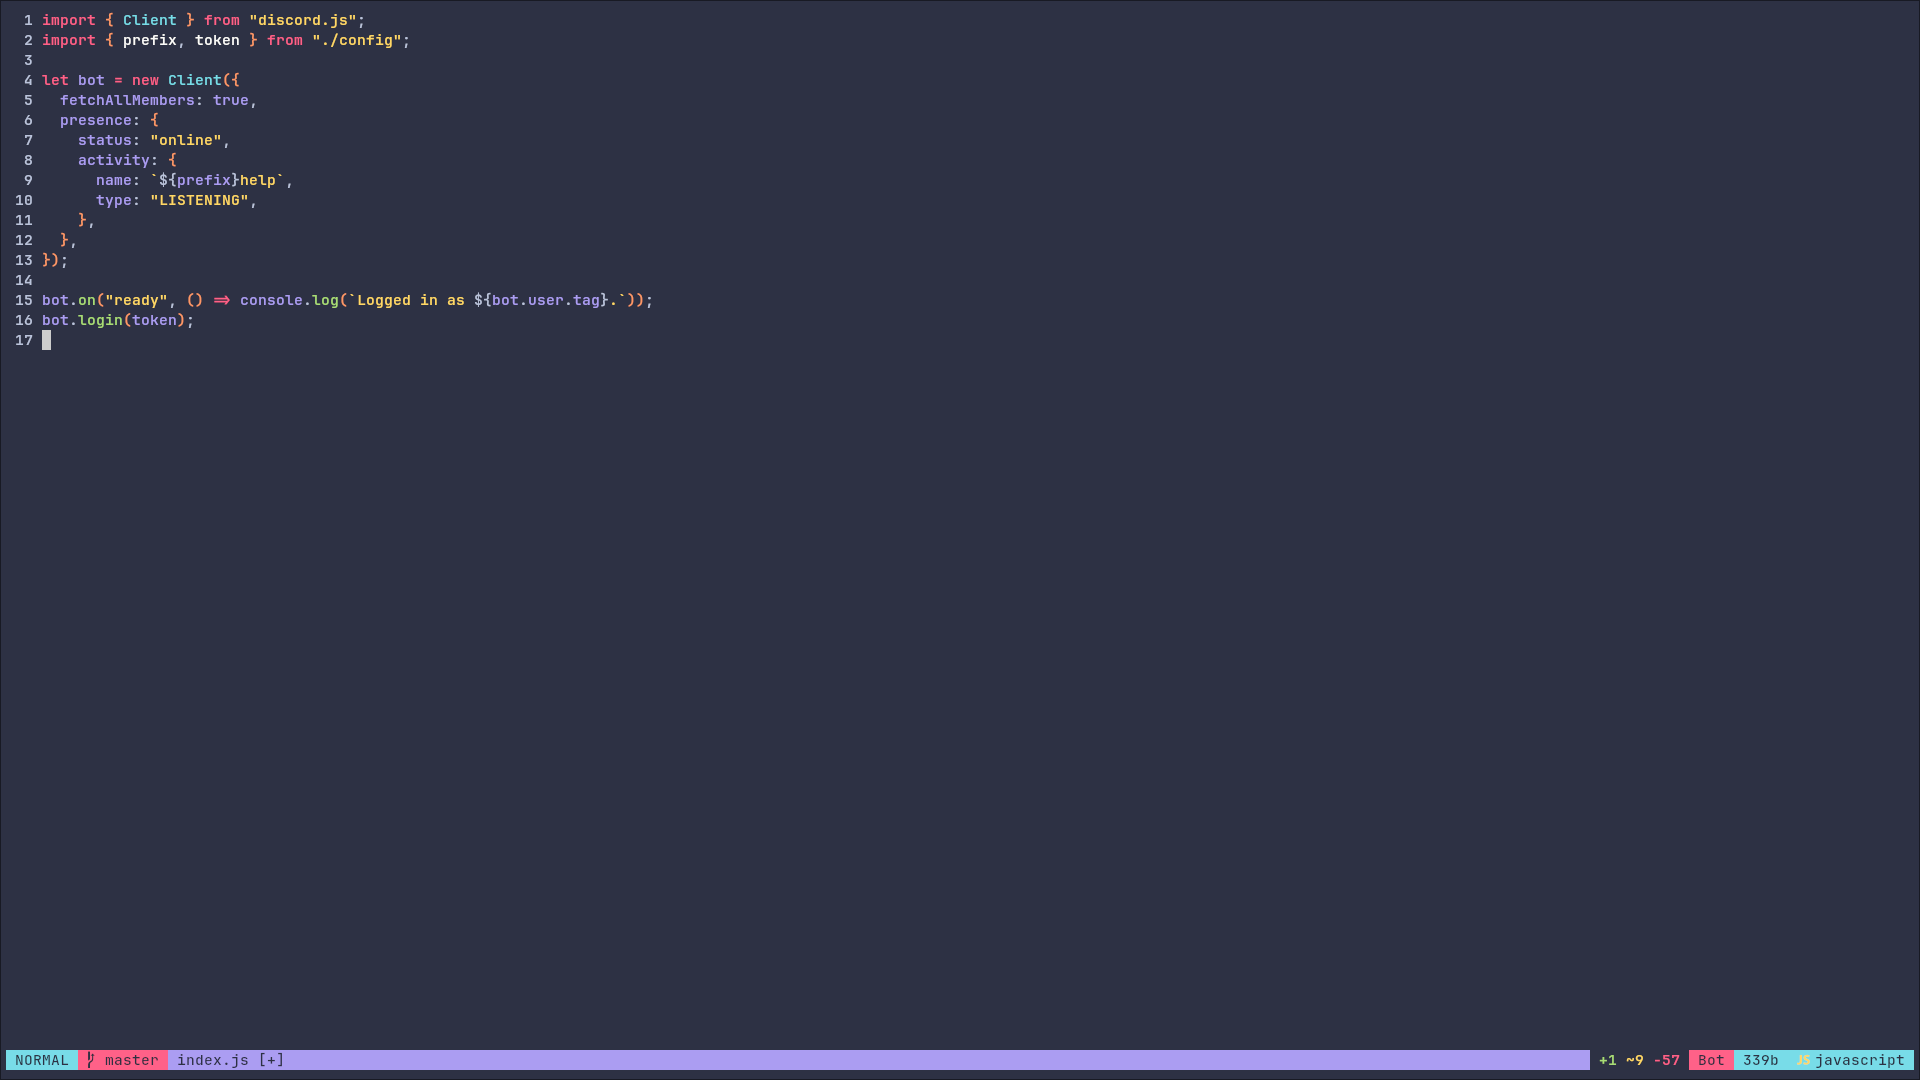 1 import { Client } from "discord.js";
2 import { prefix, token } from "./config";
3
4 let bot = new Client({
5   fetchAllMembers: true,
6   presence: {
7     status: "online",
8     activity: {
9       name: `${prefix}help`,
10       type: "LISTENING",
11     },
12   },
13 });
14
15 bot.on("ready", () => console.log(`Logged in as ${bot.user.tag}.`));
16 bot.login(token);
17
NORMAL master index.js [+] +1 ~9 -57 Bot 339b JS javascript